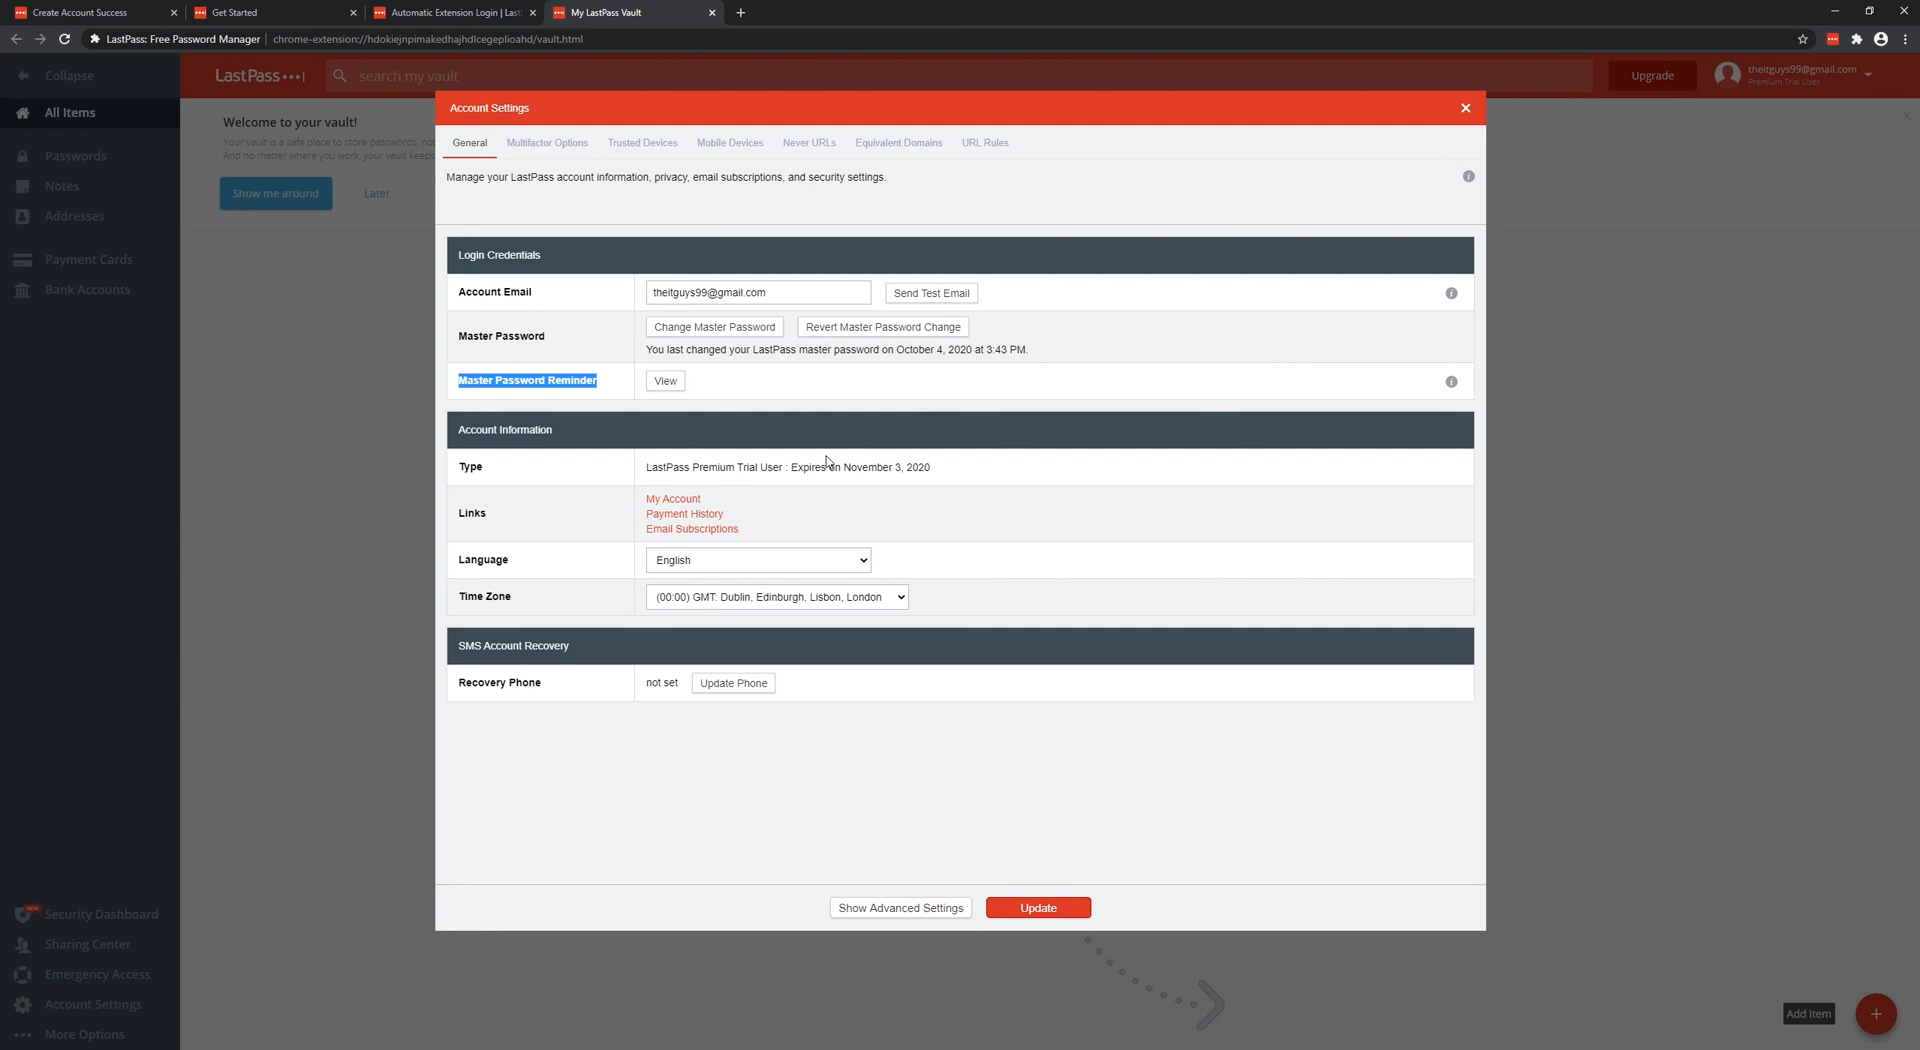 Create Account Success
Get Started
Automatic Extension Login | Last
My LastPass Vault
LastPass: Free Password Manager | chrome-extension://hdokiejnpimakedhajhdlcegeplioahd/vault.html
Collapse
LastPass
search my vault
Upgrade
theitguys99@gmail.com
Premium Trial User
All Items
Passwords
Notes
Addresses
Payment Cards
Bank Accounts
Welcome to your vault!
Your vault is a safe place to store passwords, not
And no matter where you work, your vault keeps
Show me around
Later
Account Settings
General
Multifactor Options
Trusted Devices
Mobile Devices
Never URLs
Equivalent Domains
URL Rules
Manage your LastPass account information, privacy, email subscriptions, and security settings.
Login Credentials
Account Email
theitguys99@gmail.com
Send Test Email
Master Password
Change Master Password
Revert Master Password Change
You last changed your LastPass master password on October 4, 2020 at 3:43 PM.
Master Password Reminder
View
Account Information
Type
LastPass Premium Trial User : Expires on November 3, 2020
Links
My Account
Payment History
Email Subscriptions
Language
English
Time Zone
(00:00) GMT: Dublin, Edinburgh, Lisbon, London
SMS Account Recovery
Recovery Phone
not set
Update Phone
Show Advanced Settings
Update
NEW
Security Dashboard
Sharing Center
Emergency Access
Account Settings
More Options
Add Item